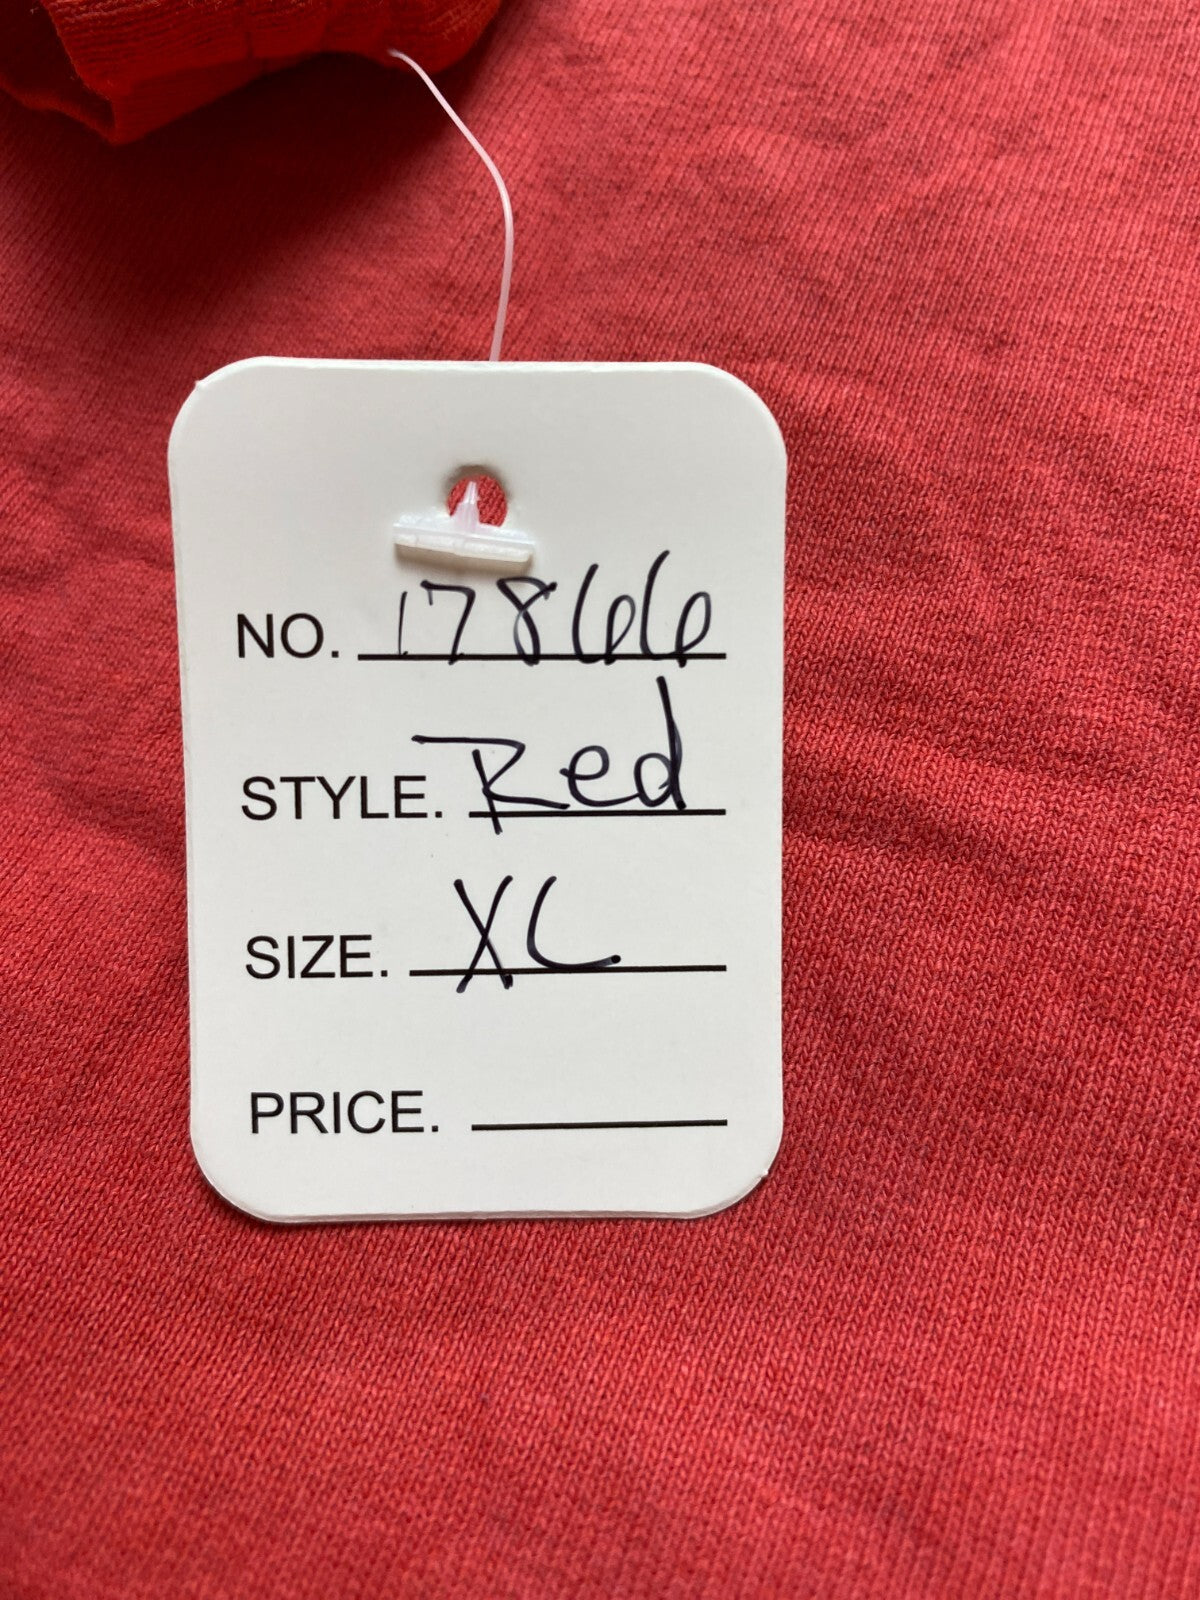 NO. 17866
STYLE. Red
SIZE. XL
PRICE.